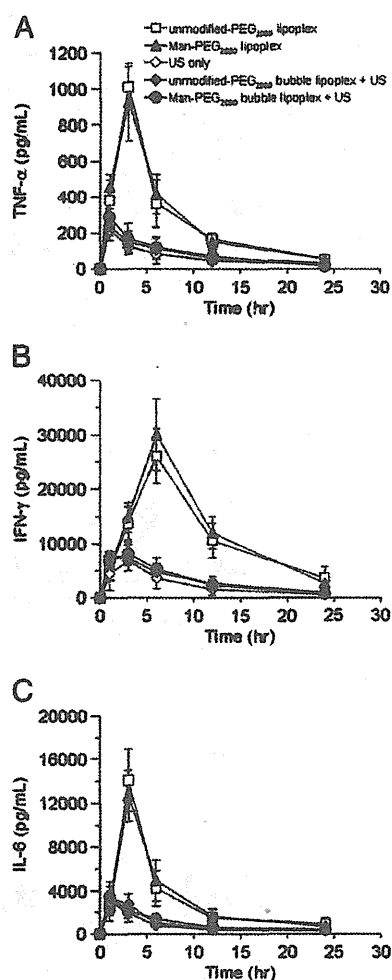 A
unmodified-PEG2000 lipoplex
Man-PEG2000 lipoplex
US only
unmodified-PEG2000 bubble lipoplex + US
Man-PEG2000 bubble lipoplex + US
TNF-α (pg/mL)
1200
1000
800
600
400
200
0
0 5 10 15 20 25 30
Time (hr)
B
IFN-γ (pg/mL)
40000
30000
20000
10000
0
0 5 10 15 20 25 30
Time (hr)
C
IL-6 (pg/mL)
20000
16000
12000
8000
4000
0
0 5 10 15 20 25 30
Time (hr)